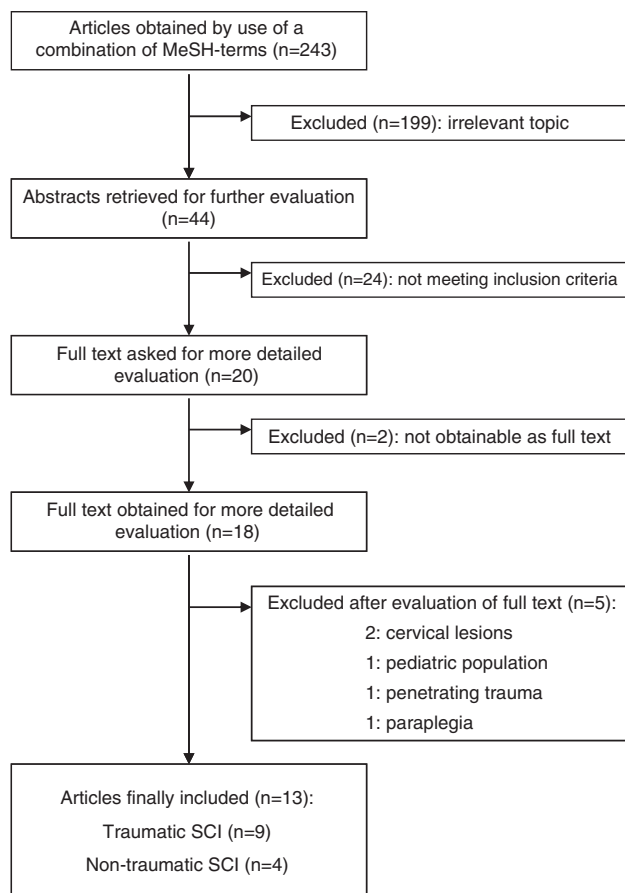 Articles obtained by use of a
combination of MeSH-terms (n=243)
Excluded (n=199): irrelevant topic
Abstracts retrieved for further evaluation
(n=44)
Excluded (n=24): not meeting inclusion criteria
Full text asked for more detailed
evaluation (n=20)
Excluded (n=2): not obtainable as full text
Full text obtained for more detailed
evaluation (n=18)
Excluded after evaluation of full text (n=5):
2: cervical lesions
1: pediatric population
1: penetrating trauma
1: paraplegia
Articles finally included (n=13):
Traumatic SCI (n=9)
Non-traumatic SCI (n=4)